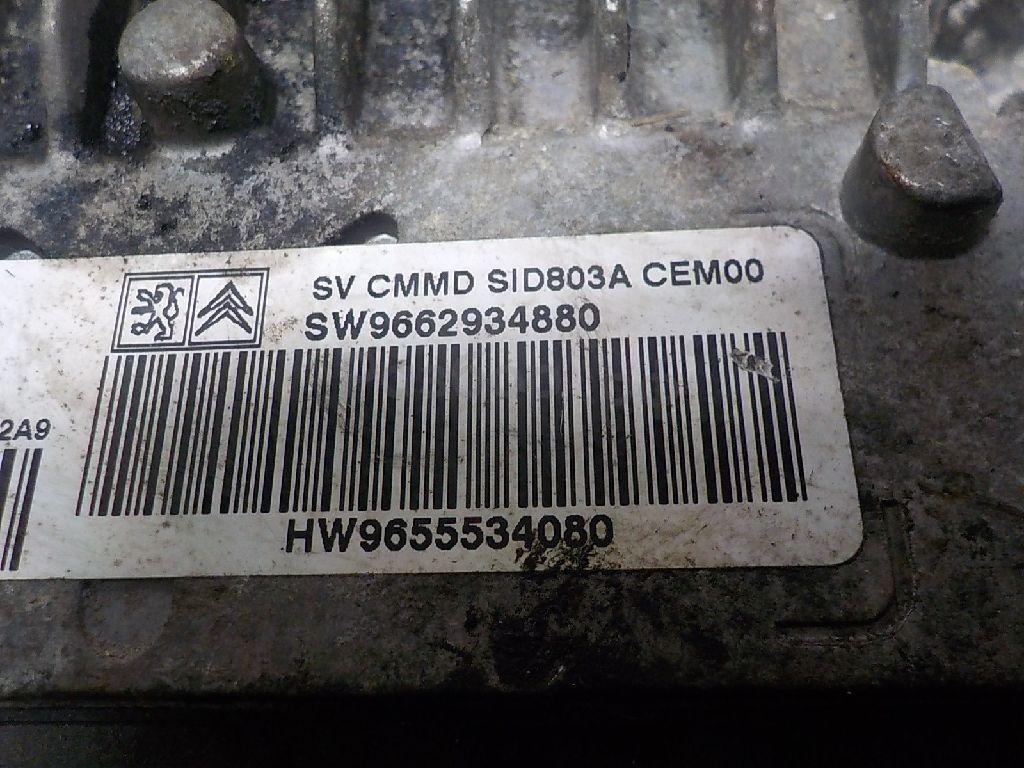 SV CMMD SID803A CEM00
SW9662934880
2A9
HW9655534080